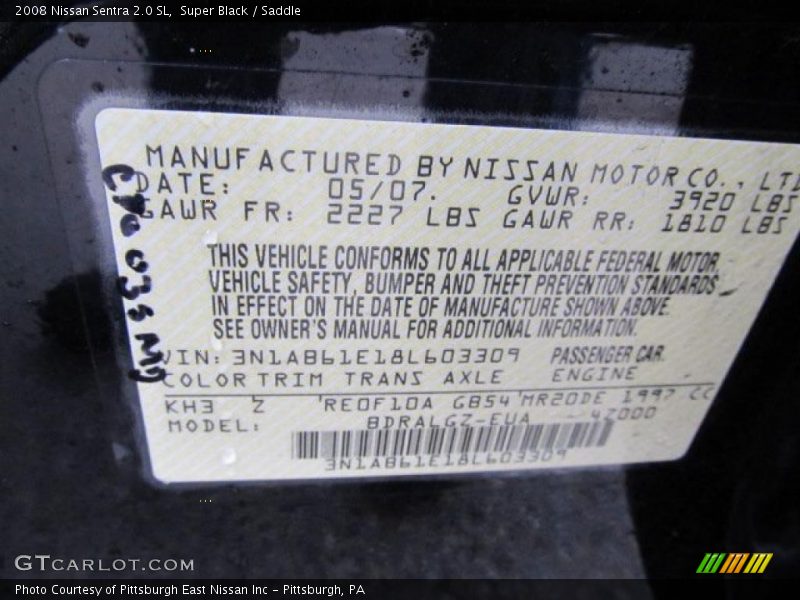 2008 Nissan Sentra 2.0 SL,  Super Black / Saddle
MANUFACTURED BY NISSAN MOTOR CO., LTD
DATE: 05/07. GVWR: 3920 LBS
GAWR FR: 2227 LBS GAWR RR: 1810 LBS
THIS VEHICLE CONFORMS TO ALL APPLICABLE FEDERAL MOTOR
VEHICLE SAFETY, BUMPER AND THEFT PREVENTION STANDARDS
IN EFFECT ON THE DATE OF MANUFACTURE SHOWN ABOVE.
SEE OWNER'S MANUAL FOR ADDITIONAL INFORMATION.
VIN: 3N1AB61E18L603309 PASSENGER CAR.
COLOR TRIM TRANS AXLE ENGINE
KH3 Z 'RE0F10A GB54 'MR20DE 1997 CC
MODEL: BDRALGZ-EUA - 47000
3N1AB61E18L603309
GTCARLOT.COM
Photo Courtesy of Pittsburgh East Nissan Inc - Pittsburgh, PA